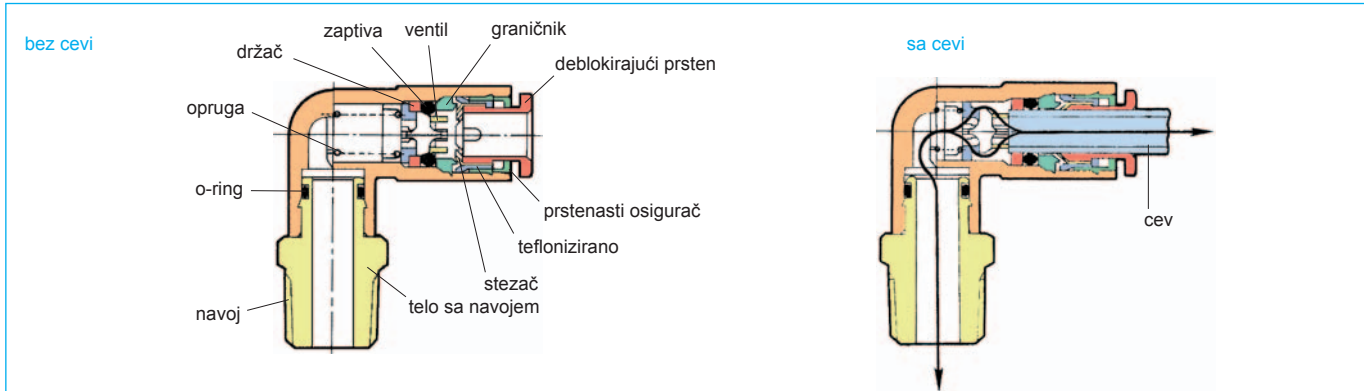 bez cevi
zaptiva
ventil
graničnik
držač
deblokirajući prsten
opruga
o-ring
prstenasti osigurač
teflonizirano
stezač
telo sa navojem
navoj
sa cevi
cev